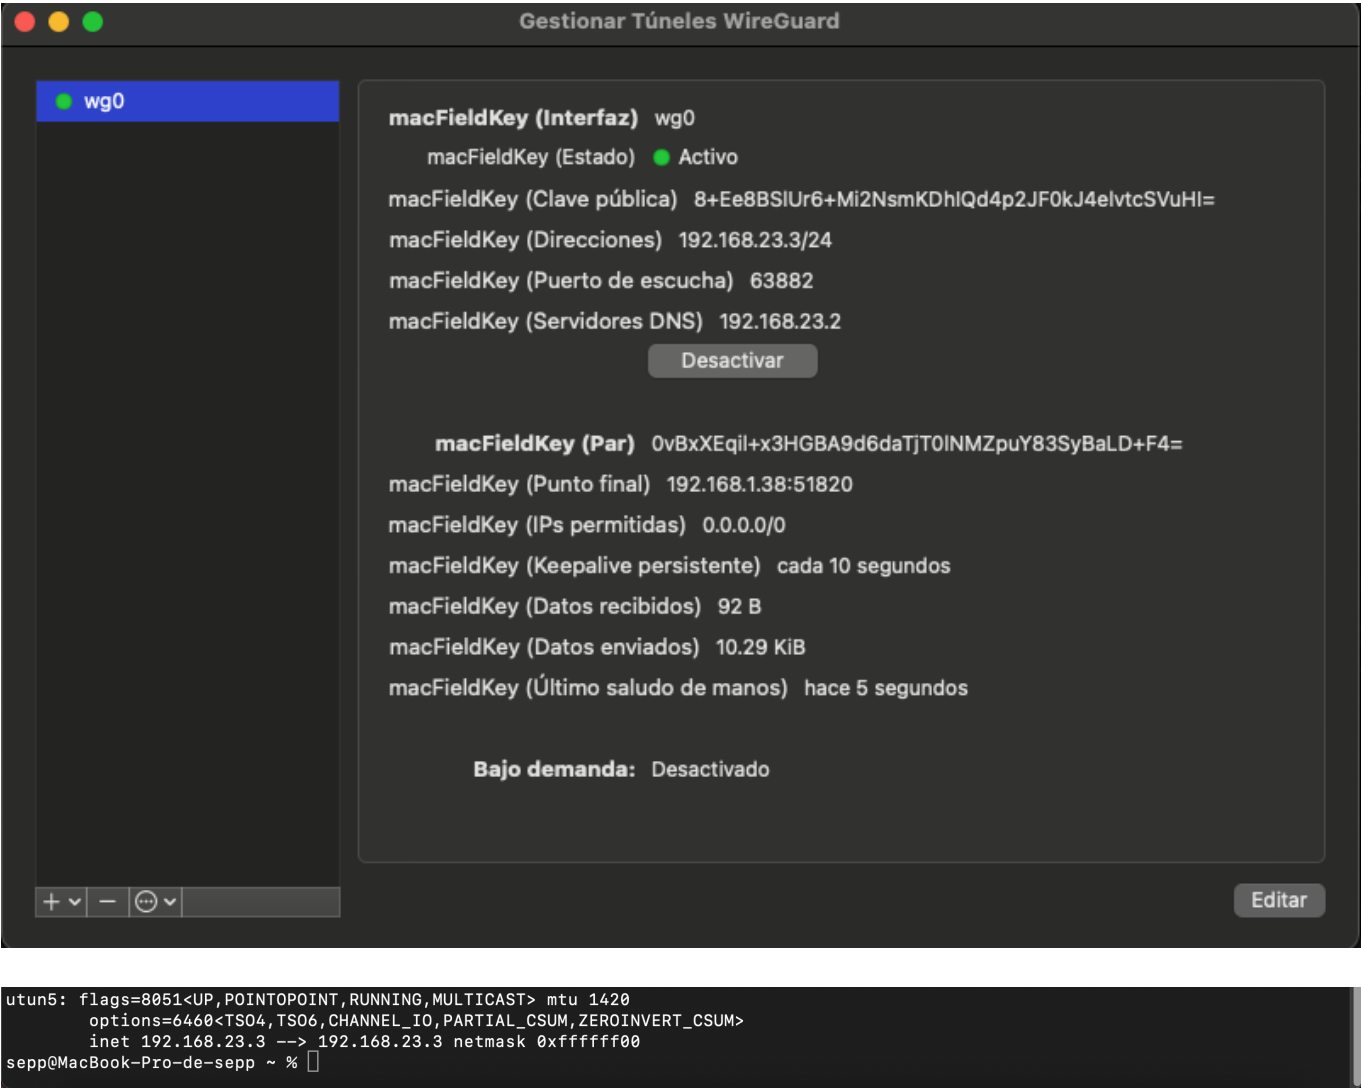 Gestionar Túneles WireGuard
wg0
macFieldKey (Interfaz) wg0
macFieldKey (Estado) Activo
macFieldKey (Clave pública) 8+Ee8BSlUr6+Mi2NsmKDhlQd4p2JF0kJ4elvtcSVuHI=
macFieldKey (Direcciones) 192.168.23.3/24
macFieldKey (Puerto de escucha) 63882
macFieldKey (Servidores DNS) 192.168.23.2
Desactivar
macFieldKey (Par) 0vBxXEqil+x3HGBA9d6daTjT0lNMZpuY83SyBaLD+F4=
macFieldKey (Punto final) 192.168.1.38:51820
macFieldKey (IPs permitidas) 0.0.0.0/0
macFieldKey (Keepalive persistente) cada 10 segundos
macFieldKey (Datos recibidos) 92 B
macFieldKey (Datos enviados) 10.29 KiB
macFieldKey (Último saludo de manos) hace 5 segundos
Bajo demanda: Desactivado
Editar
utun5: flags=8051<UP,POINTOPOINT,RUNNING,MULTICAST> mtu 1420
options=6460<TSO4,TSO6,CHANNEL_IO,PARTIAL_CSUM,ZEROINVERT_CSUM>
inet 192.168.23.3 --> 192.168.23.3 netmask 0xffffff00
sepp@MacBook-Pro-de-sepp ~ %